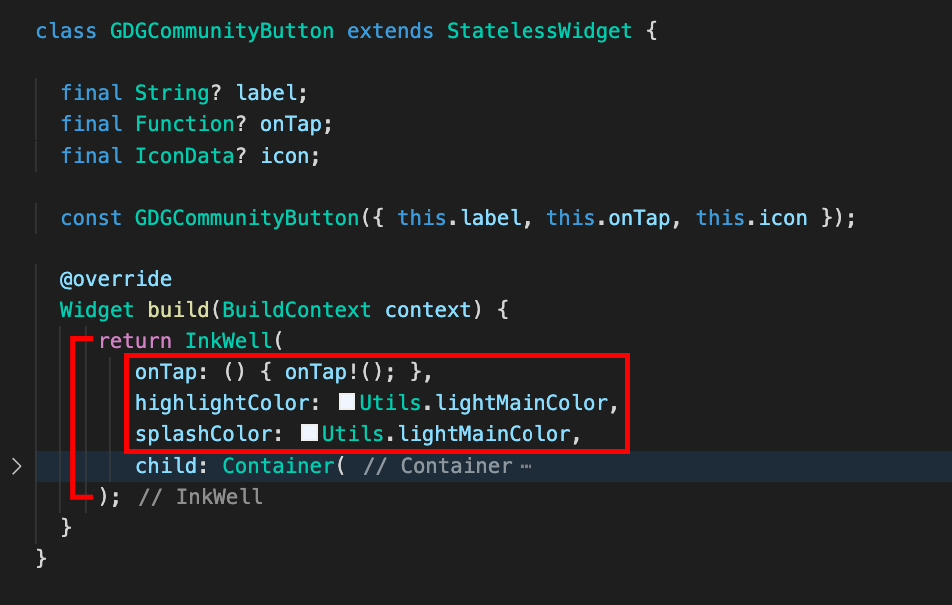 class GDGCommunityButton extends StatelessWidget {
final String? label;
final Function? onTap;
final IconData? icon;
const GDGCommunityButton({ this.label, this.onTap, this.icon });
@override
Widget build(BuildContext context) {
return InkWell(
onTap: () { onTap!(); },
highlightColor: Utils.lightMainColor,
splashColor: Utils.lightMainColor,
child: Container( // Container ⋯
); // InkWell
}
}